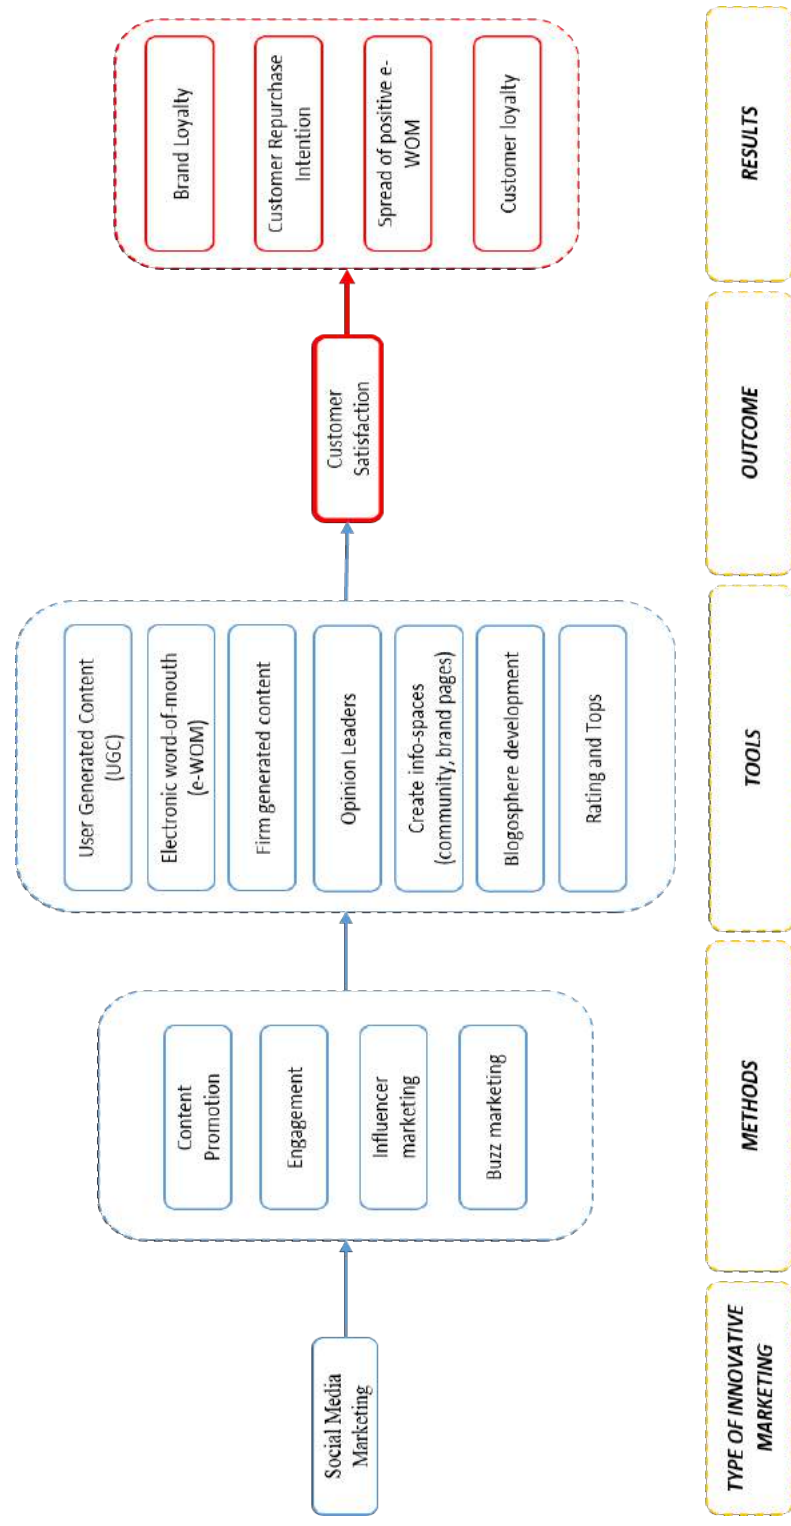 Social Media
Marketing
Content
Promotion
Engagement
Influencer
marketing
Buzz marketing
User Generated Content
(UGC)
Electronic word-of-mouth
(e-WOM)
Firm generated content
Opinion Leaders
Create info-spaces
(community, brand pages)
Blogosphere development
Rating and Tops
Customer
Satisfaction
Brand Loyalty
Customer Repurchase
Intention
Spread of positive e-
WOM
Customer loyalty
TYPE OF INNOVATIVE
MARKETING
METHODS
TOOLS
OUTCOME
RESULTS